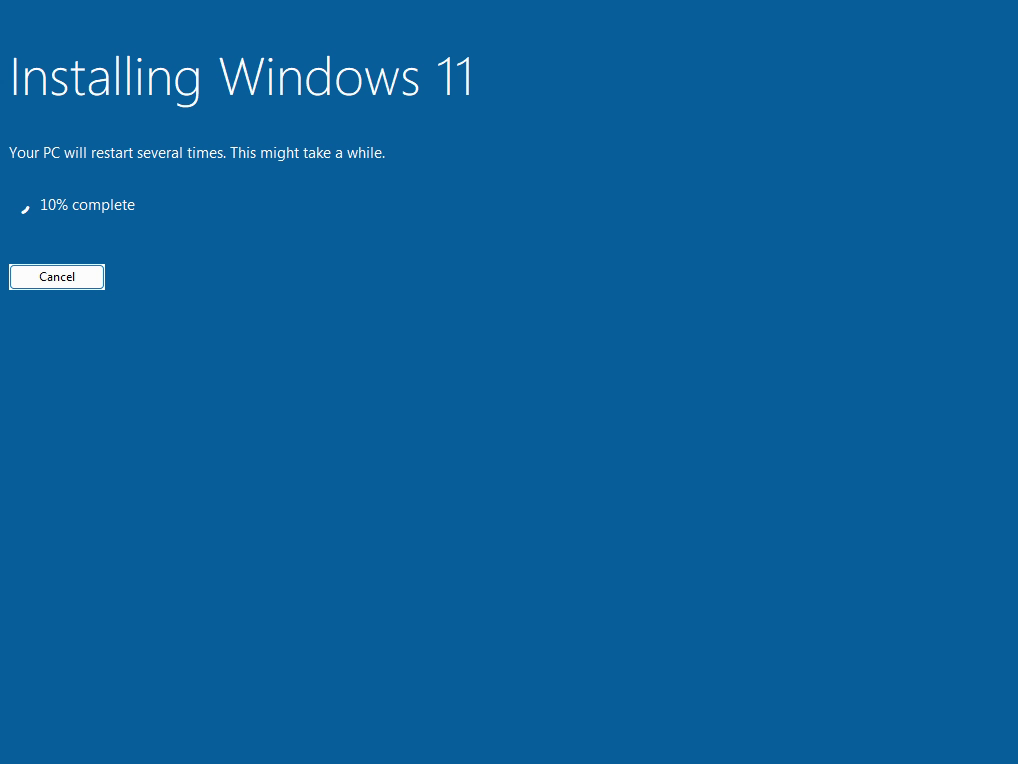 Installing Windows 11
Your PC will restart several times. This might take a while.
10% complete
Cancel